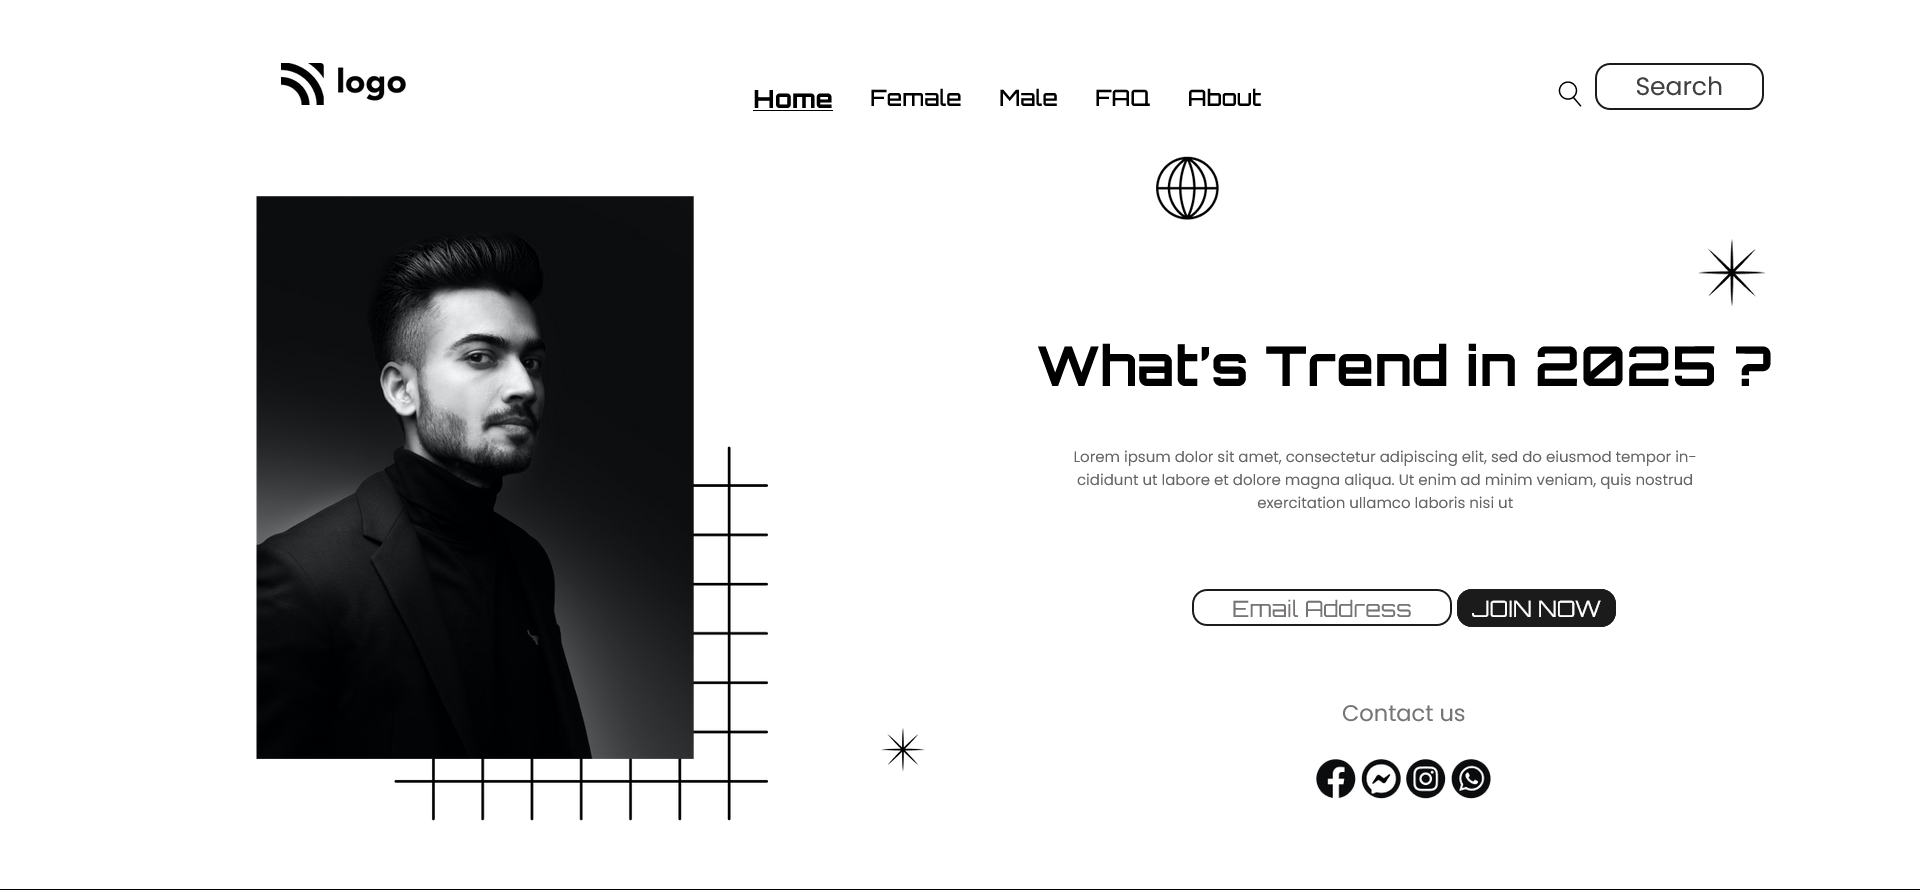 logo
Home Female Male FAQ About
Search
What's Trend in 2025 ?
Lorem ipsum dolor sit amet, consectetur adipiscing elit, sed do eiusmod tempor in-
cididunt ut labore et dolore magna aliqua. Ut enim ad minim veniam, quis nostrud
exercitation ullamco laboris nisi ut
Email Address
JOIN NOW
Contact us